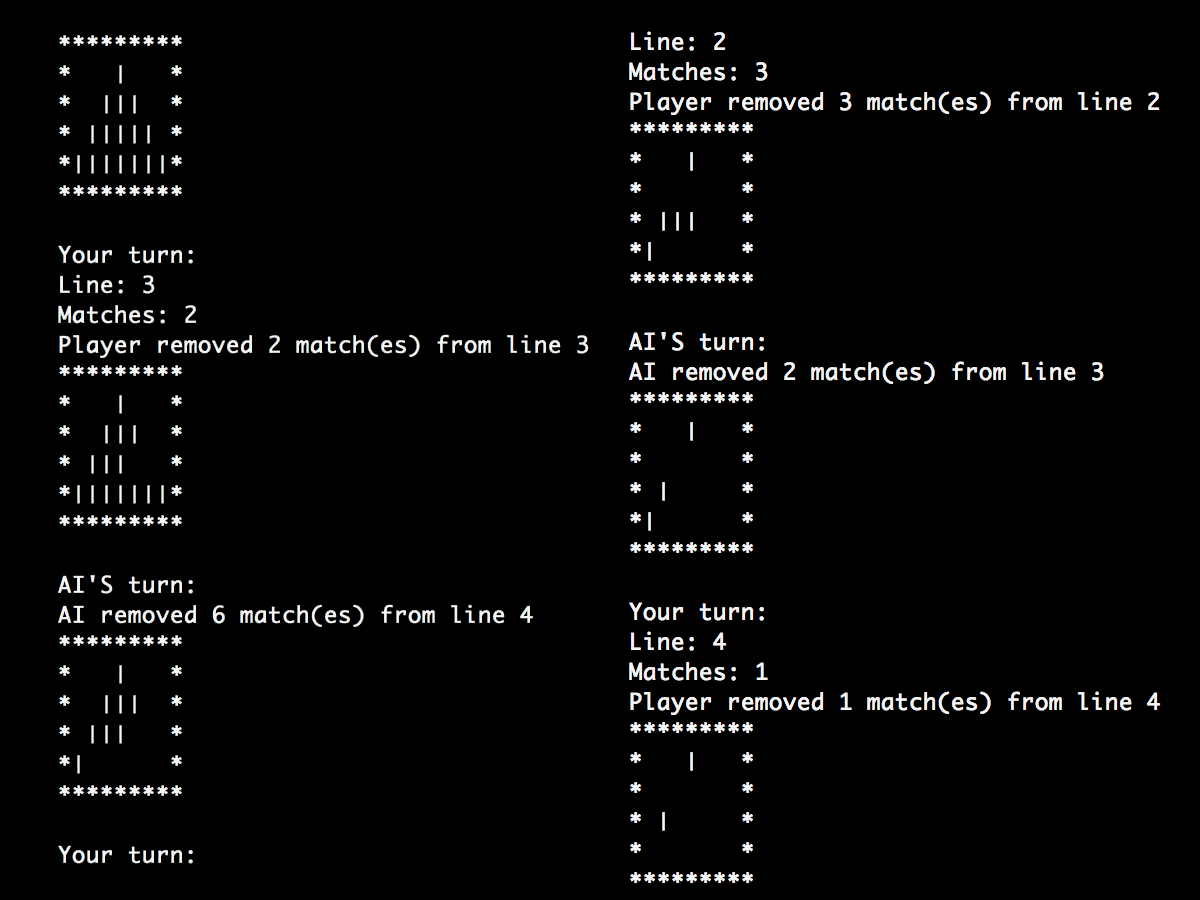 *********
*   |   *
*  |||  *
* ||||| *
*|||||||*
*********

Your turn:
Line: 3
Matches: 2
Player removed 2 match(es) from line 3
*********
*   |   *
*  |||  *
* |||   *
*|||||||*
*********

AI'S turn:
AI removed 6 match(es) from line 4
*********
*   |   *
*  |||  *
* |||   *
*|      *
*********

Your turn:
Line: 2
Matches: 3
Player removed 3 match(es) from line 2
*********
*   |   *
*       *
* |||   *
*|      *
*********

AI'S turn:
AI removed 2 match(es) from line 3
*********
*   |   *
*       *
* |     *
*|      *
*********

Your turn:
Line: 4
Matches: 1
Player removed 1 match(es) from line 4
*********
*   |   *
*       *
* |     *
*       *
*********